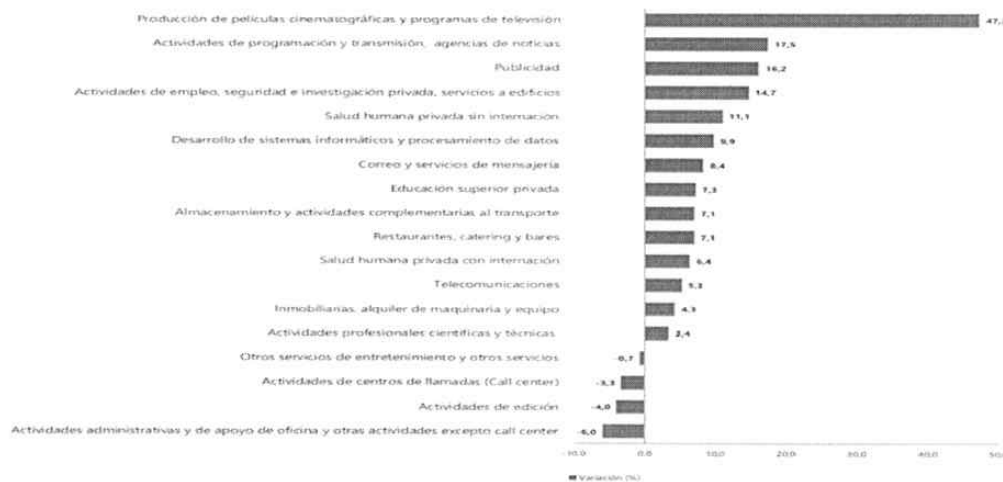 Producción de películas cinematográficas y programas de televisión
Actividades de programación y transmisión, agencias de noticias 17,5
Publicidad 16,2
Actividades de empleo, seguridad e investigación privada, servicios a edificios 14,7
Salud humana privada sin internación 11,1
Desarrollo de sistemas informáticos y procesamiento de datos 9,9
Correo y servicios de mensajería 8,4
Educación superior privada 7,3
Almacenamiento y actividades complementarias al transporte 7,1
Restaurantes, catering y bares 7,1
Salud humana privada con internación 6,4
Telecomunicaciones 5,3
Inmobiliarias, alquiler de maquinaria y equipo 4,3
Actividades profesionales científicas y técnicas 3,4
Otros servicios de entretenimiento y otros servicios -0,7
Actividades de centros de llamadas (Call center) -3,3
Actividades de edición -4,0
Actividades administrativas y de apoyo de oficina y otras actividades excepto call center -6,0
-10,0 0,0 10,0 20,0 30,0 40,0
Variación (%)